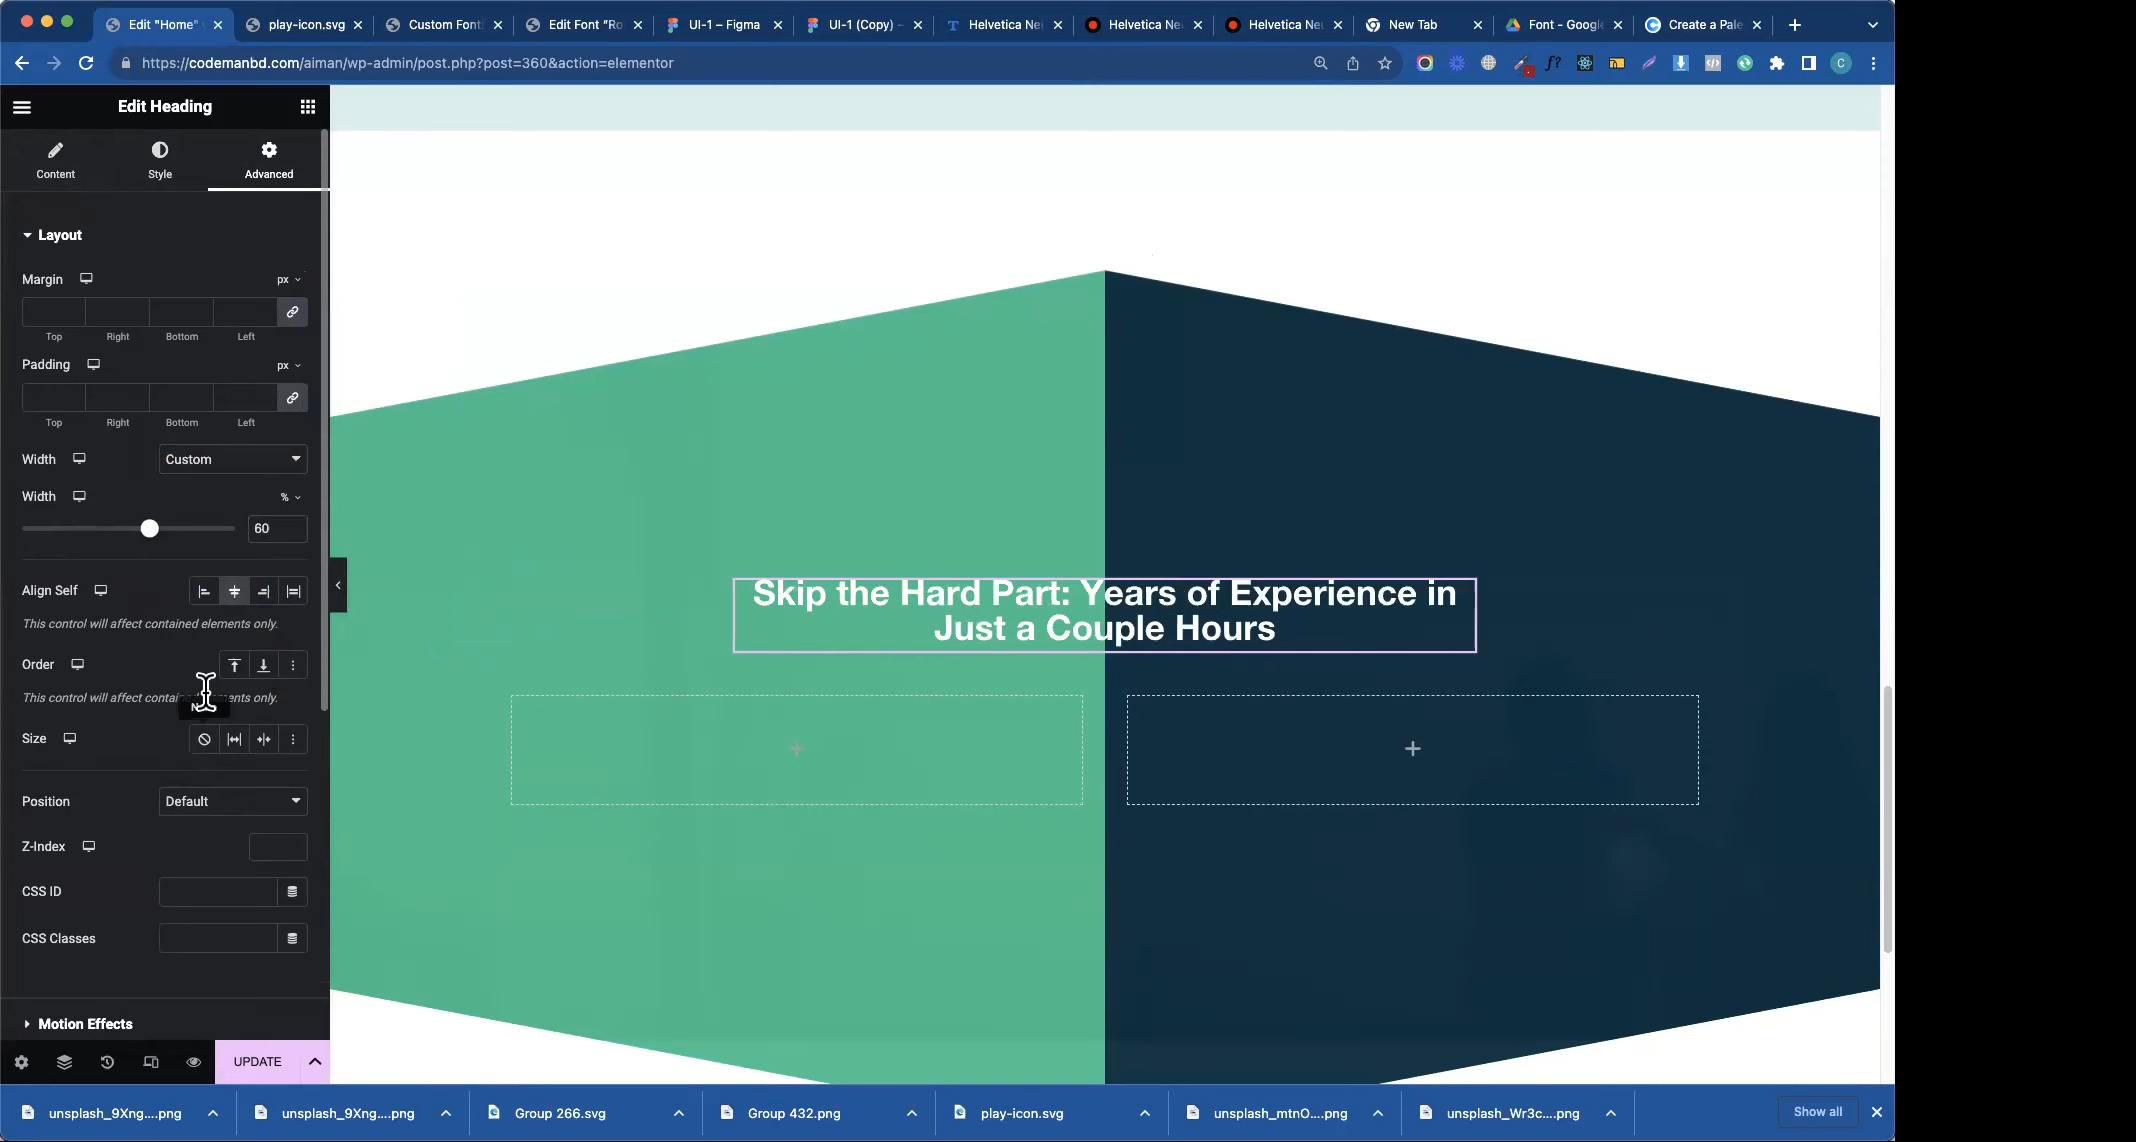 Edit "Home"
play-icon.svg
Custom Font
Edit Font "Ro
UI-1 – Figma
UI-1 (Copy) –
Helvetica Ne
Helvetica Ne
Helvetica Ne
New Tab
Font - Google
Create a Pale
https://codemanbd.com/aiman/wp-admin/post.php?post=360&action=elementor
f?
C
Edit Heading
Content
Style
Advanced
Layout
Margin
px
Top Right Bottom Left
Padding
px
Top Right Bottom Left
Width
Custom
Width
%
60
Align Self
This control will affect contained elements only.
Order
This control will affect elements only.
Size
Position
Default
Z-Index
CSS ID
CSS Classes
Motion Effects
UPDATE
Skip the Hard Part: Years of Experience in
Just a Couple Hours
unsplash_9Xng....png
unsplash_9Xng....png
Group 266.svg
Group 432.png
play-icon.svg
unsplash_mtnO....png
unsplash_Wr3c....png
Show all